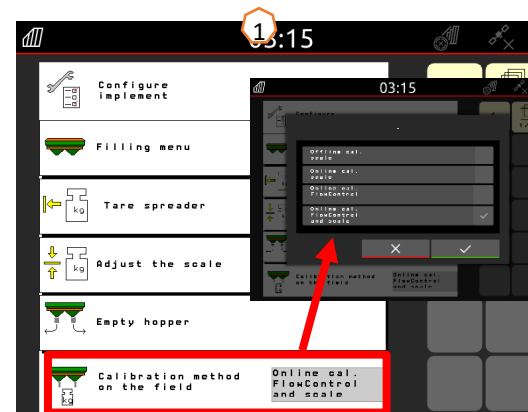 1
03:15
Configure
implement
Filling menu
kg
Tare spreader
kg
Adjust the scale
Empty hopper
kg
Calibration method
on the field
Online cal.
FlowControl
and scale
03:15
Configure
Offline cal.
scale
Online cal.
scale
Online cal.
FlowControl
Online cal.
FlowControl
and scale
Calibration method
on the field
Online cal.
FlowControl
and scale